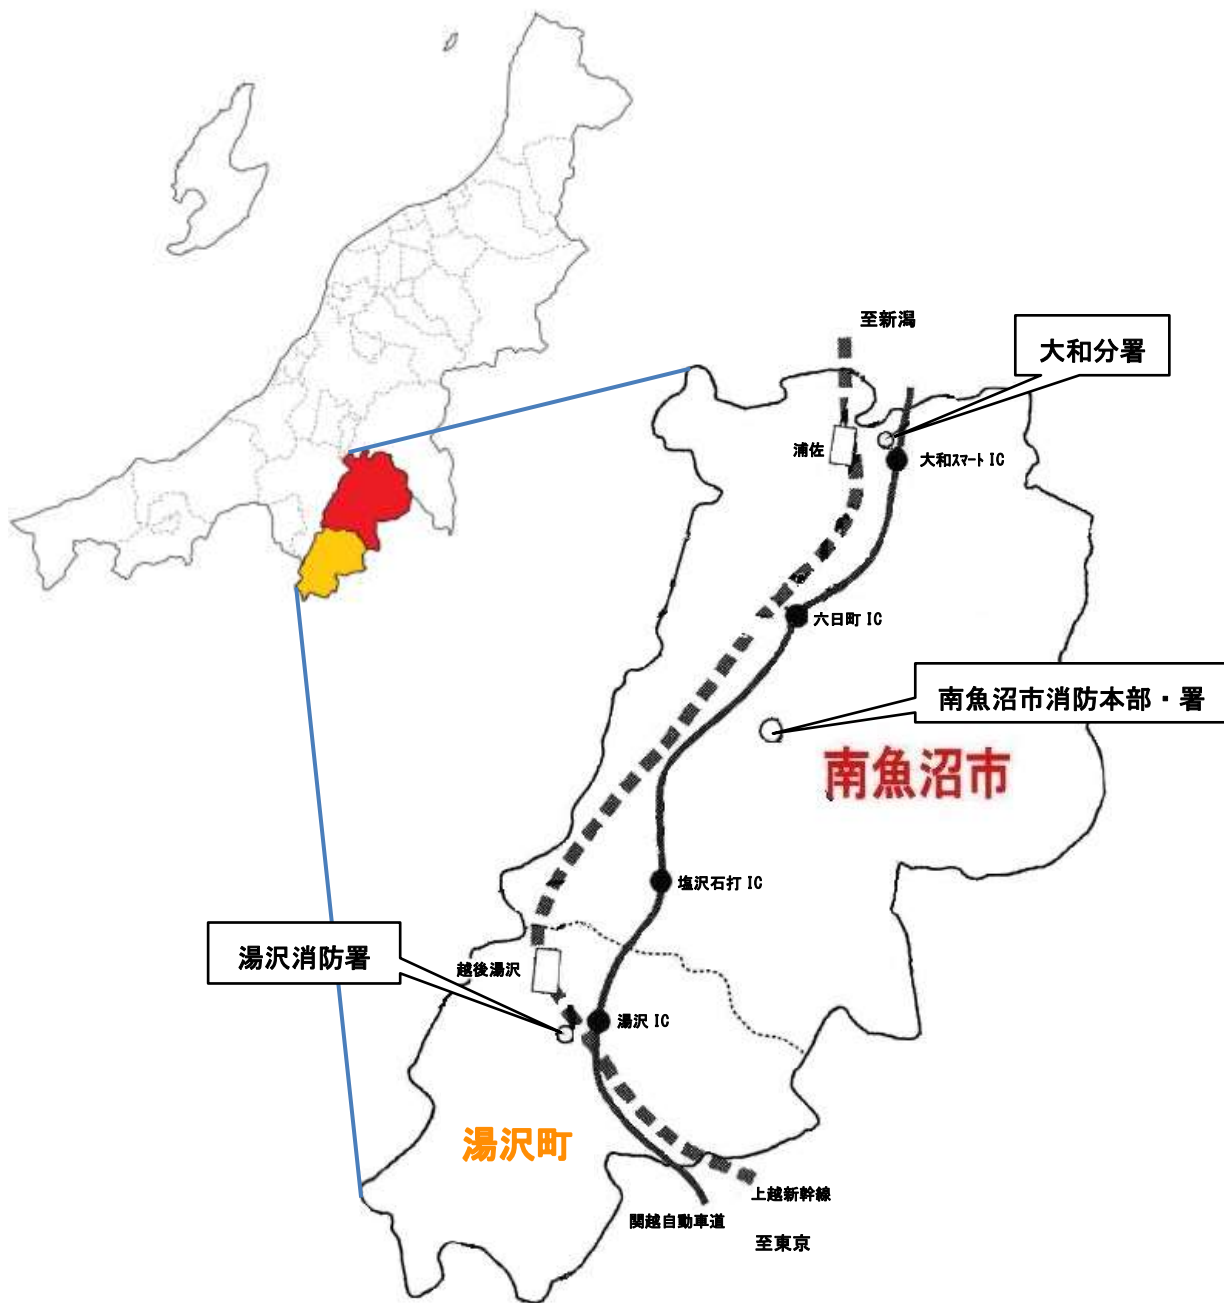 至新潟
大和分署
浦佐
大和スマート IC
六日町 IC
南魚沼市消防本部・署
南魚沼市
塩沢石打 IC
湯沢消防署
越後湯沢
湯沢 IC
湯沢町
上越新幹線
関越自動車道
至東京